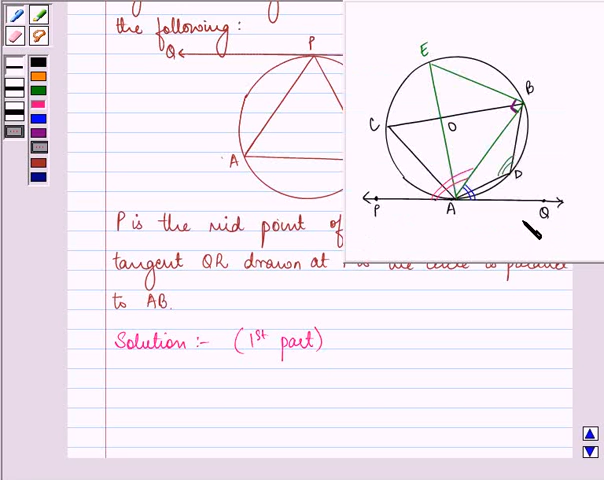 the following:
P
Q
A
P is the mid point of
tangent QR drawn at
to AB.
Solution:- (1st part)
E
B
C
O
D
P
A
Q